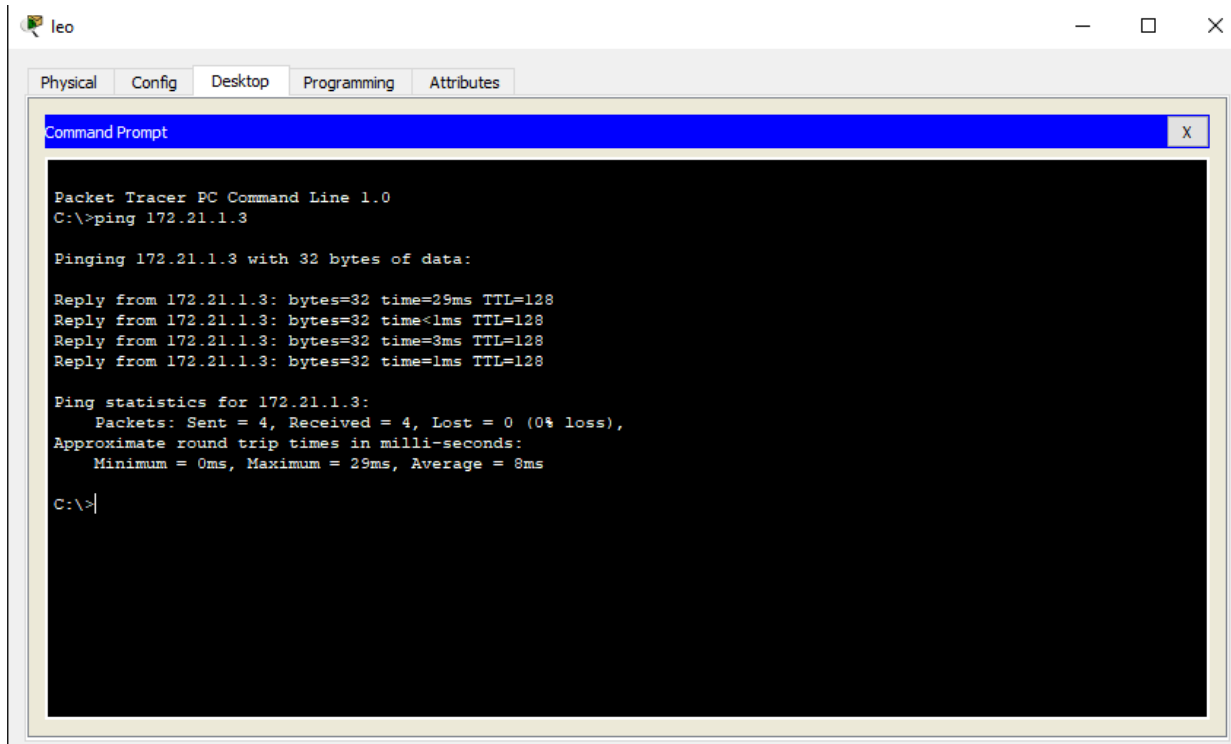 leo
Physical Config Desktop Programming Attributes
Command Prompt X
Packet Tracer PC Command Line 1.0
C:\>ping 172.21.1.3
Pinging 172.21.1.3 with 32 bytes of data:
Reply from 172.21.1.3: bytes=32 time=29ms TTL=128
Reply from 172.21.1.3: bytes=32 time<1ms TTL=128
Reply from 172.21.1.3: bytes=32 time=3ms TTL=128
Reply from 172.21.1.3: bytes=32 time=1ms TTL=128
Ping statistics for 172.21.1.3:
Packets: Sent = 4, Received = 4, Lost = 0 (0% loss),
Approximate round trip times in milli-seconds:
Minimum = 0ms, Maximum = 29ms, Average = 8ms
C:\>